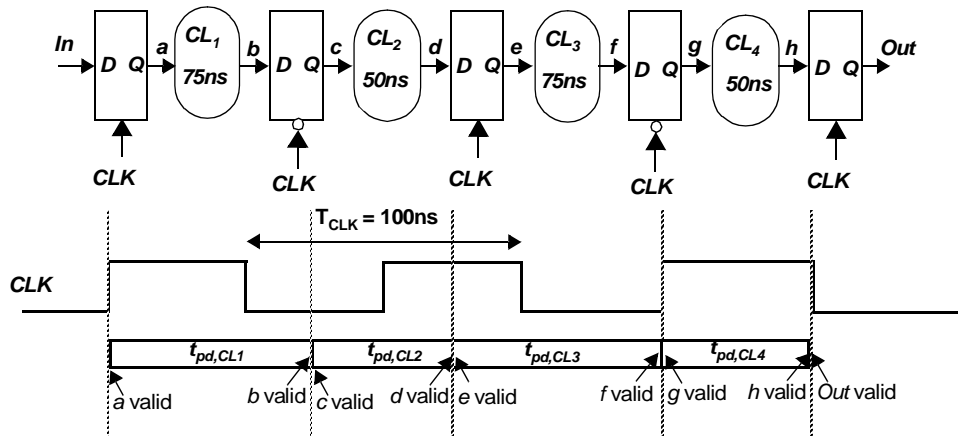 In a CL1 b c CL2 d e CL3 f g CL4 h Out
D Q 75ns D Q 50ns D Q 75ns D Q 50ns D Q
CLK CLK CLK CLK CLK
TCLK = 100ns
CLK
tpd,CL1 tpd,CL2 tpd,CL3 tpd,CL4
a valid b valid c valid d valid e valid f valid g valid h valid Out valid